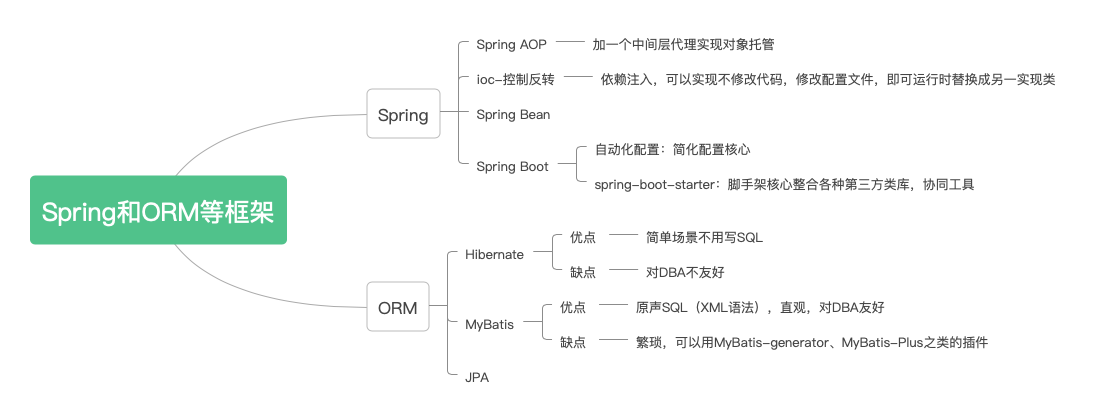 Spring和ORM等框架
Spring
Spring AOP
加一个中间层代理实现对象托管
ioc-控制反转
依赖注入，可以实现不修改代码，修改配置文件，即可运行时替换成另一实现类
Spring Bean
Spring Boot
自动化配置：简化配置核心
spring-boot-starter：脚手架核心整合各种第三方类库，协同工具
ORM
Hibernate
优点
简单场景不用写SQL
缺点
对DBA不友好
MyBatis
优点
原声SQL（XML语法），直观，对DBA友好
缺点
繁琐，可以用MyBatis-generator、MyBatis-Plus之类的插件
JPA